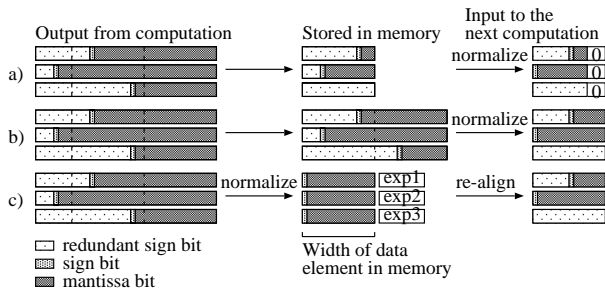 Output from computation
Stored in memory
Input to the
next computation
a)
normalize
0
0
0
b)
normalize
c)
normalize
exp1
exp2
exp3
re-align
redundant sign bit
sign bit
mantissa bit
Width of data
element in memory